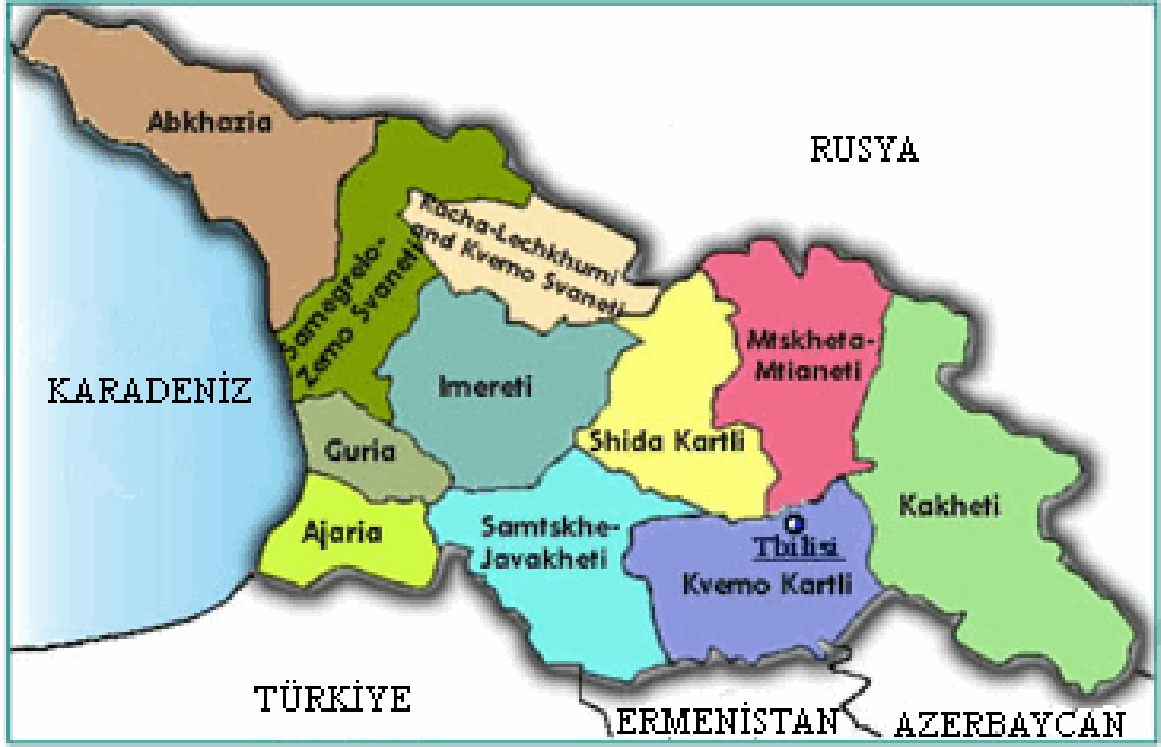 Abkhazia
RUSYA
Racha-Lechkhumi
and Kvemo Svaneti
Samegrelo-
Zemo Svaneti
Mtskheta-
Mtianeti
KARADENİZ
Imereti
Guria
Shida Kartli
Kakheti
Ajaria
Samtskhe-
Javakheti
Tbilisi
Kvemo Kartli
TÜRKİYE
ERMENİSTAN
AZERBAYCAN